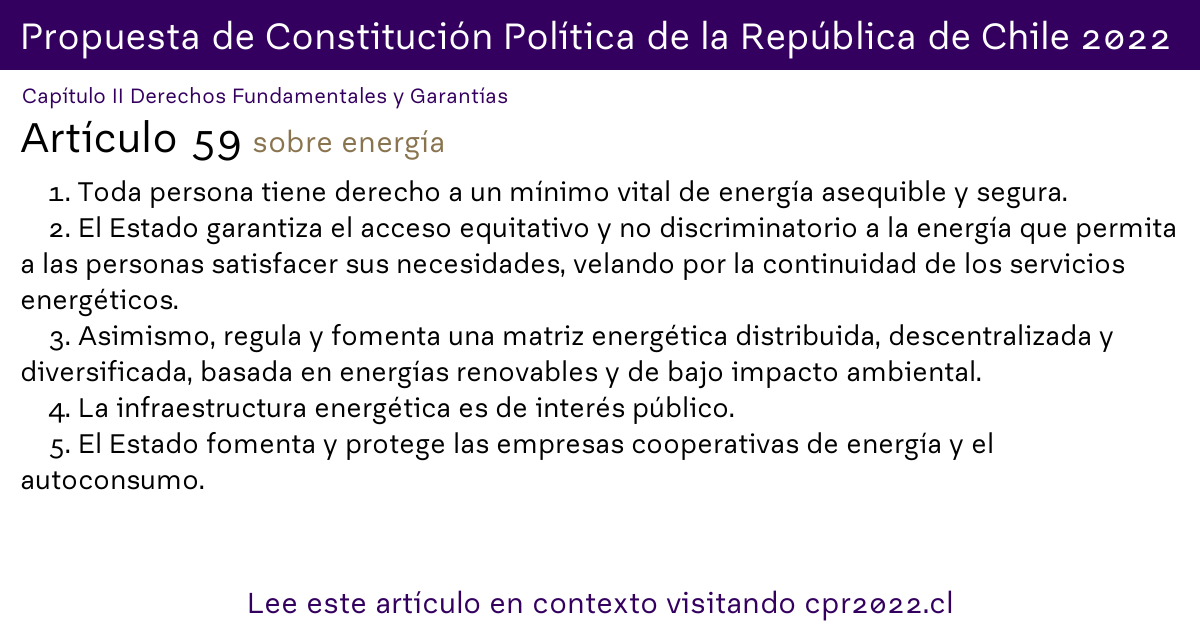 Propuesta de Constitución Política de la República de Chile 2022
Capítulo II Derechos Fundamentales y Garantías
Artículo 59 sobre energía
1. Toda persona tiene derecho a un mínimo vital de energía asequible y segura.
2. El Estado garantiza el acceso equitativo y no discriminatorio a la energía que permita
a las personas satisfacer sus necesidades, velando por la continuidad de los servicios
energéticos.
3. Asimismo, regula y fomenta una matriz energética distribuida, descentralizada y
diversificada, basada en energías renovables y de bajo impacto ambiental.
4. La infraestructura energética es de interés público.
5. El Estado fomenta y protege las empresas cooperativas de energía y el
autoconsumo.
Lee este artículo en contexto visitando cpr2022.cl